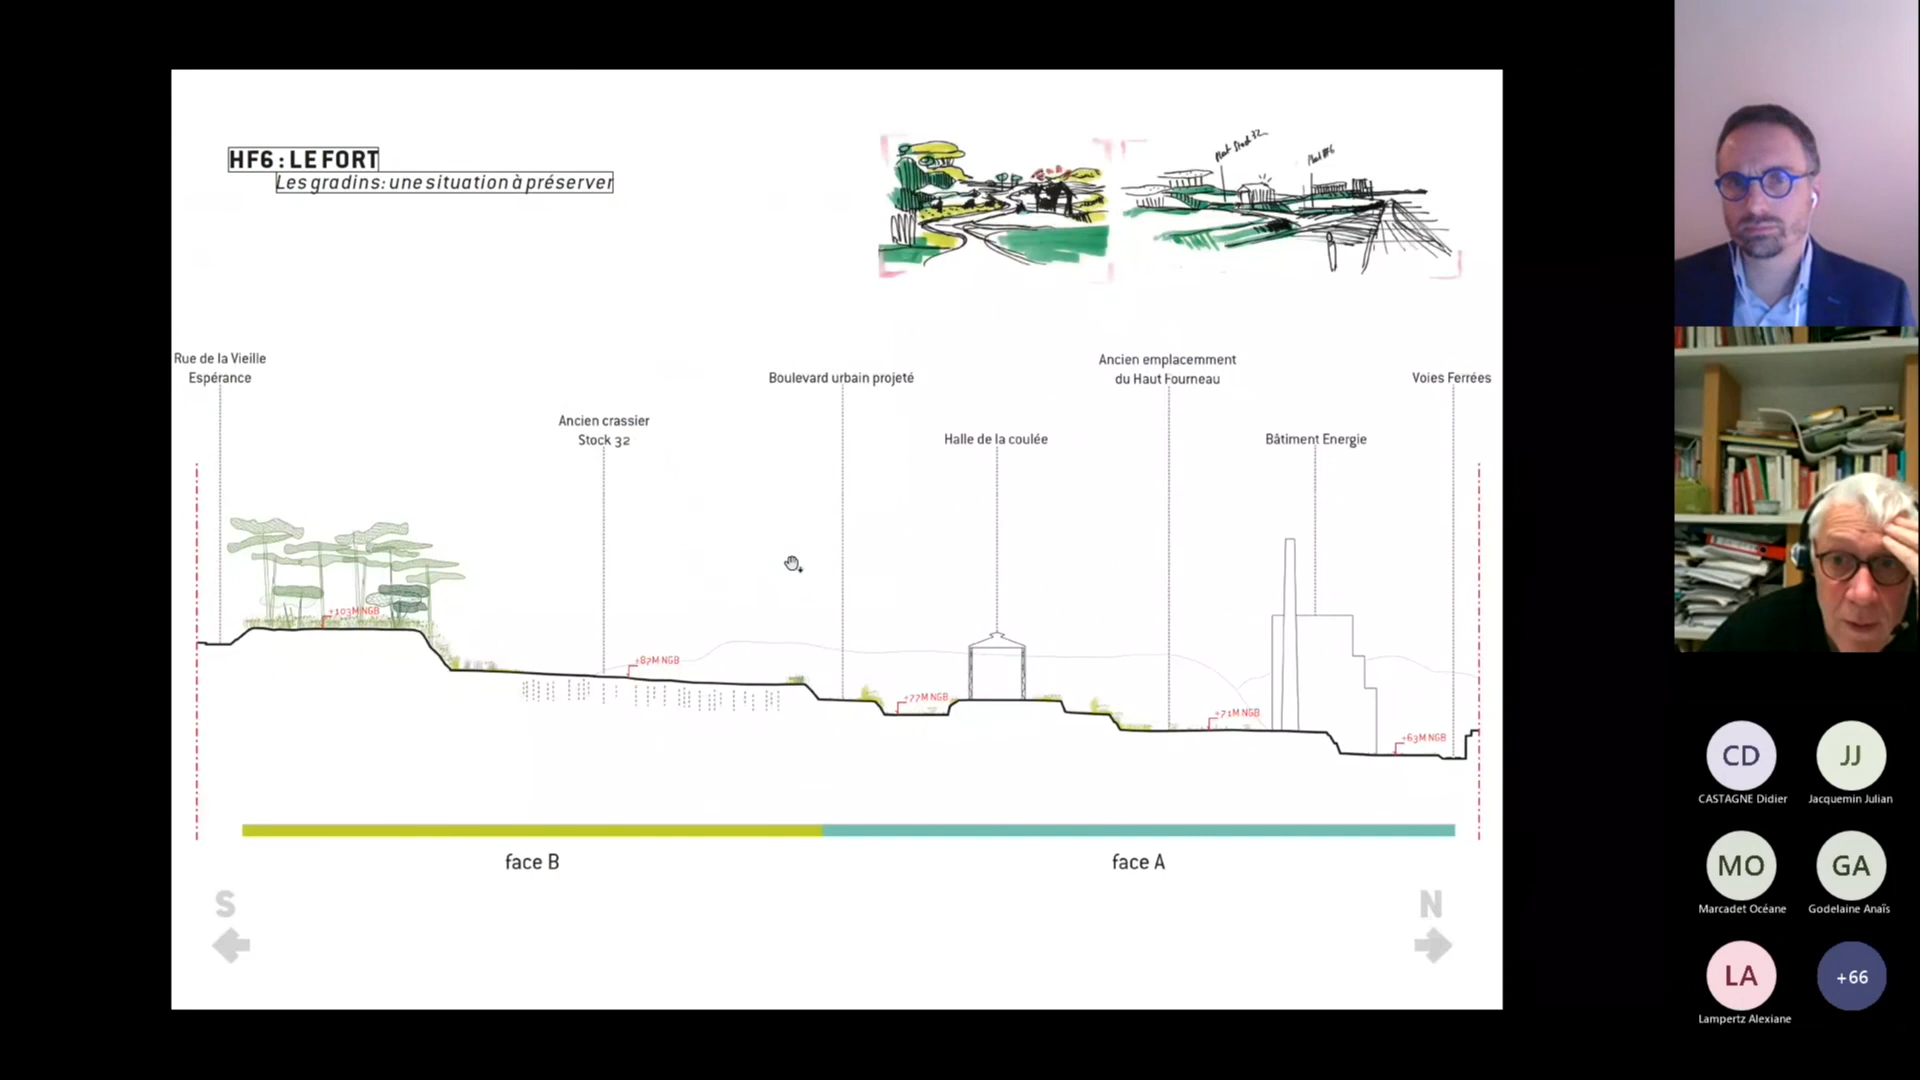 HF6 : LE FORT
Les gradins: une situation à préserver
Rue de la Vieille
Espérance
Ancien crassier
Stock 32
Boulevard urbain projeté
Halle de la coulée
Ancien emplacemment
du Haut Fourneau
Bâtiment Energie
Voies Ferrées
+103M NGB
+87M NGB
+77M NGB
+71M NGB
+63M NGB
face B
face A
S
N
CD
CASTAGNE Didier
JJ
Jacquemin Julian
MO
Marcadet Océane
GA
Godelaine Anaïs
LA
Lampertz Alexiane
+66